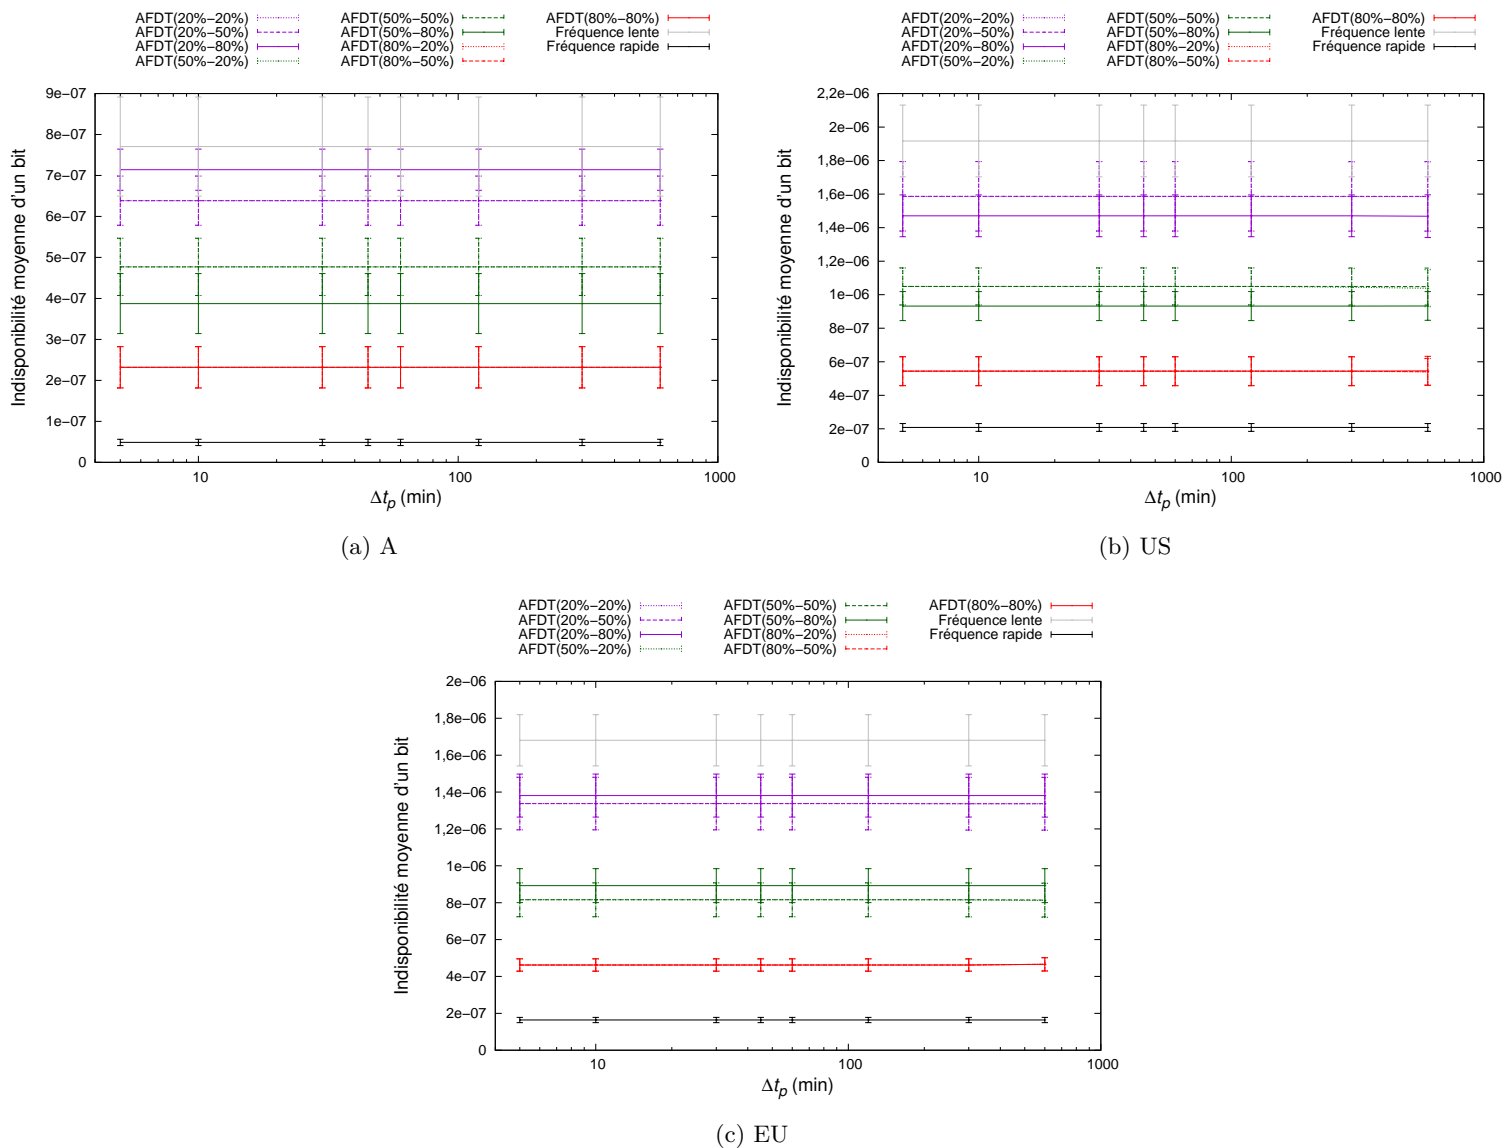 AFDT(20%−20%)
AFDT(20%−50%)
AFDT(20%−80%)
AFDT(50%−20%)
AFDT(50%−50%)
AFDT(50%−80%)
AFDT(80%−20%)
AFDT(80%−50%)
AFDT(80%−80%)
Fréquence lente
Fréquence rapide
Indisponibilité moyenne d'un bit
9e−07
8e−07
7e−07
6e−07
5e−07
4e−07
3e−07
2e−07
1e−07
0
10 100 1000
Δtp (min)
(a) A
AFDT(20%−20%)
AFDT(20%−50%)
AFDT(20%−80%)
AFDT(50%−20%)
AFDT(50%−50%)
AFDT(50%−80%)
AFDT(80%−20%)
AFDT(80%−50%)
AFDT(80%−80%)
Fréquence lente
Fréquence rapide
Indisponibilité moyenne d'un bit
2,2e−06
2e−06
1,8e−06
1,6e−06
1,4e−06
1,2e−06
1e−06
8e−07
6e−07
4e−07
2e−07
0
10 100 1000
Δtp (min)
(b) US
AFDT(20%−20%)
AFDT(20%−50%)
AFDT(20%−80%)
AFDT(50%−20%)
AFDT(50%−50%)
AFDT(50%−80%)
AFDT(80%−20%)
AFDT(80%−50%)
AFDT(80%−80%)
Fréquence lente
Fréquence rapide
Indisponibilité moyenne d'un bit
2e−06
1,8e−06
1,6e−06
1,4e−06
1,2e−06
1e−06
8e−07
6e−07
4e−07
2e−07
0
10 100 1000
Δtp (min)
(c) EU